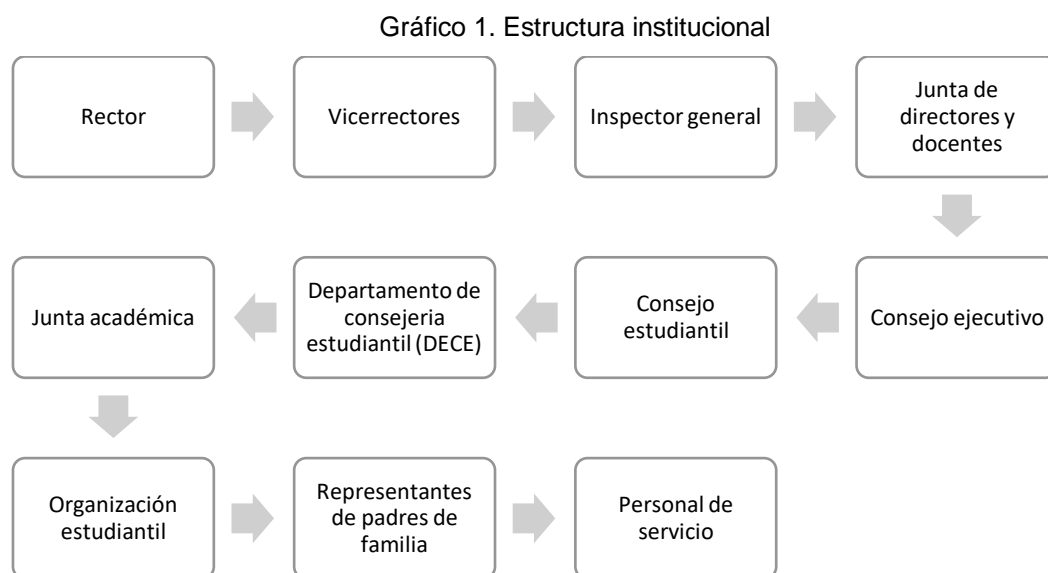 Gráfico 1. Estructura institucional
Rector
Vicerrectores
Inspector general
Junta de
directores y
docentes
Consejo ejecutivo
Consejo
estudiantil
Departamento de
consejeria
estudiantil (DECE)
Junta académica
Organización
estudiantil
Representantes
de padres de
familia
Personal de
servicio